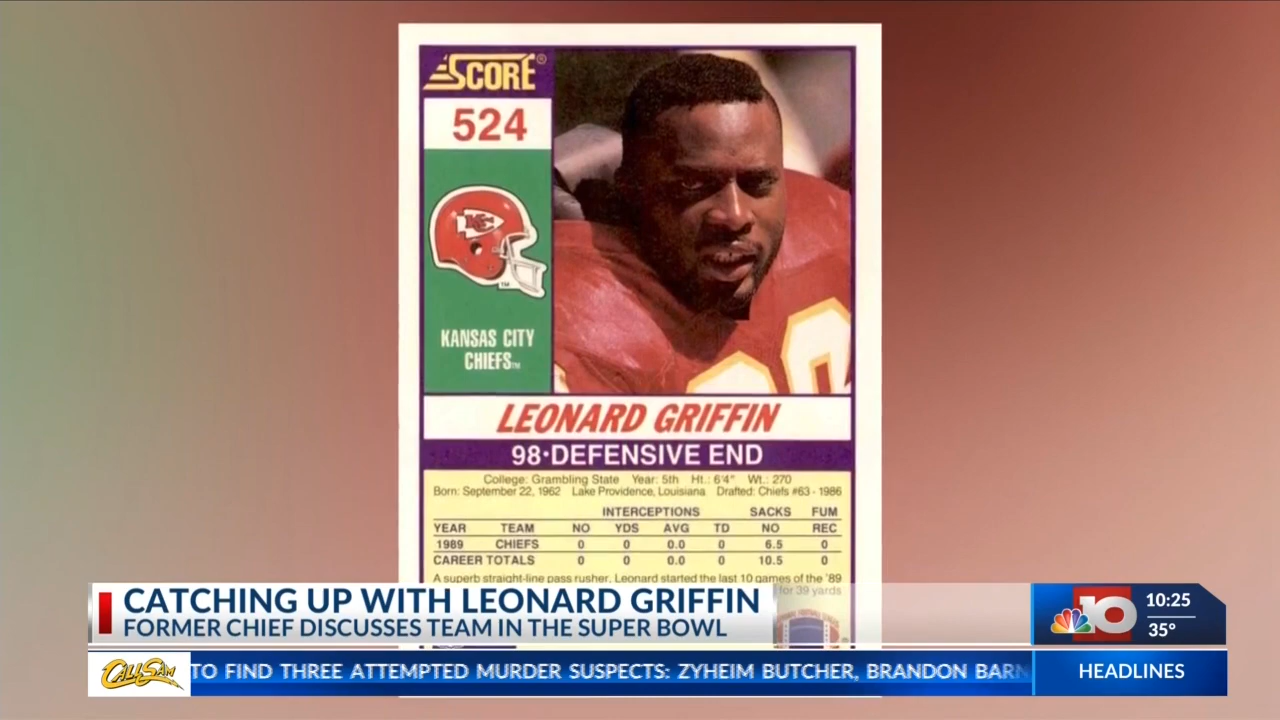 SCORE®
524
KC
TM
KANSAS CITY
CHIEFS™
LEONARD GRIFFIN
98·DEFENSIVE END
College: Grambling State Year: 5th Ht.: 6'4" Wt.: 270
Born: September 22, 1962 Lake Providence, Louisiana Drafted: Chiefs #63 - 1986
INTERCEPTIONS SACKS FUM
YEAR TEAM NO YDS AVG TD NO REC
1989 CHIEFS 0 0 0.0 0 6.5 0
CAREER TOTALS 0 0 0.0 0 10.5 0
A superb straight-line pass rusher, Leonard started the last 10 games of the '89
for 39 yards
CATCHING UP WITH LEONARD GRIFFIN
FORMER CHIEF DISCUSSES TEAM IN THE SUPER BOWL
10
10:25
35°
CALL SAM
TO FIND THREE ATTEMPTED MURDER SUSPECTS: ZYHEIM BUTCHER, BRANDON BARN
HEADLINES